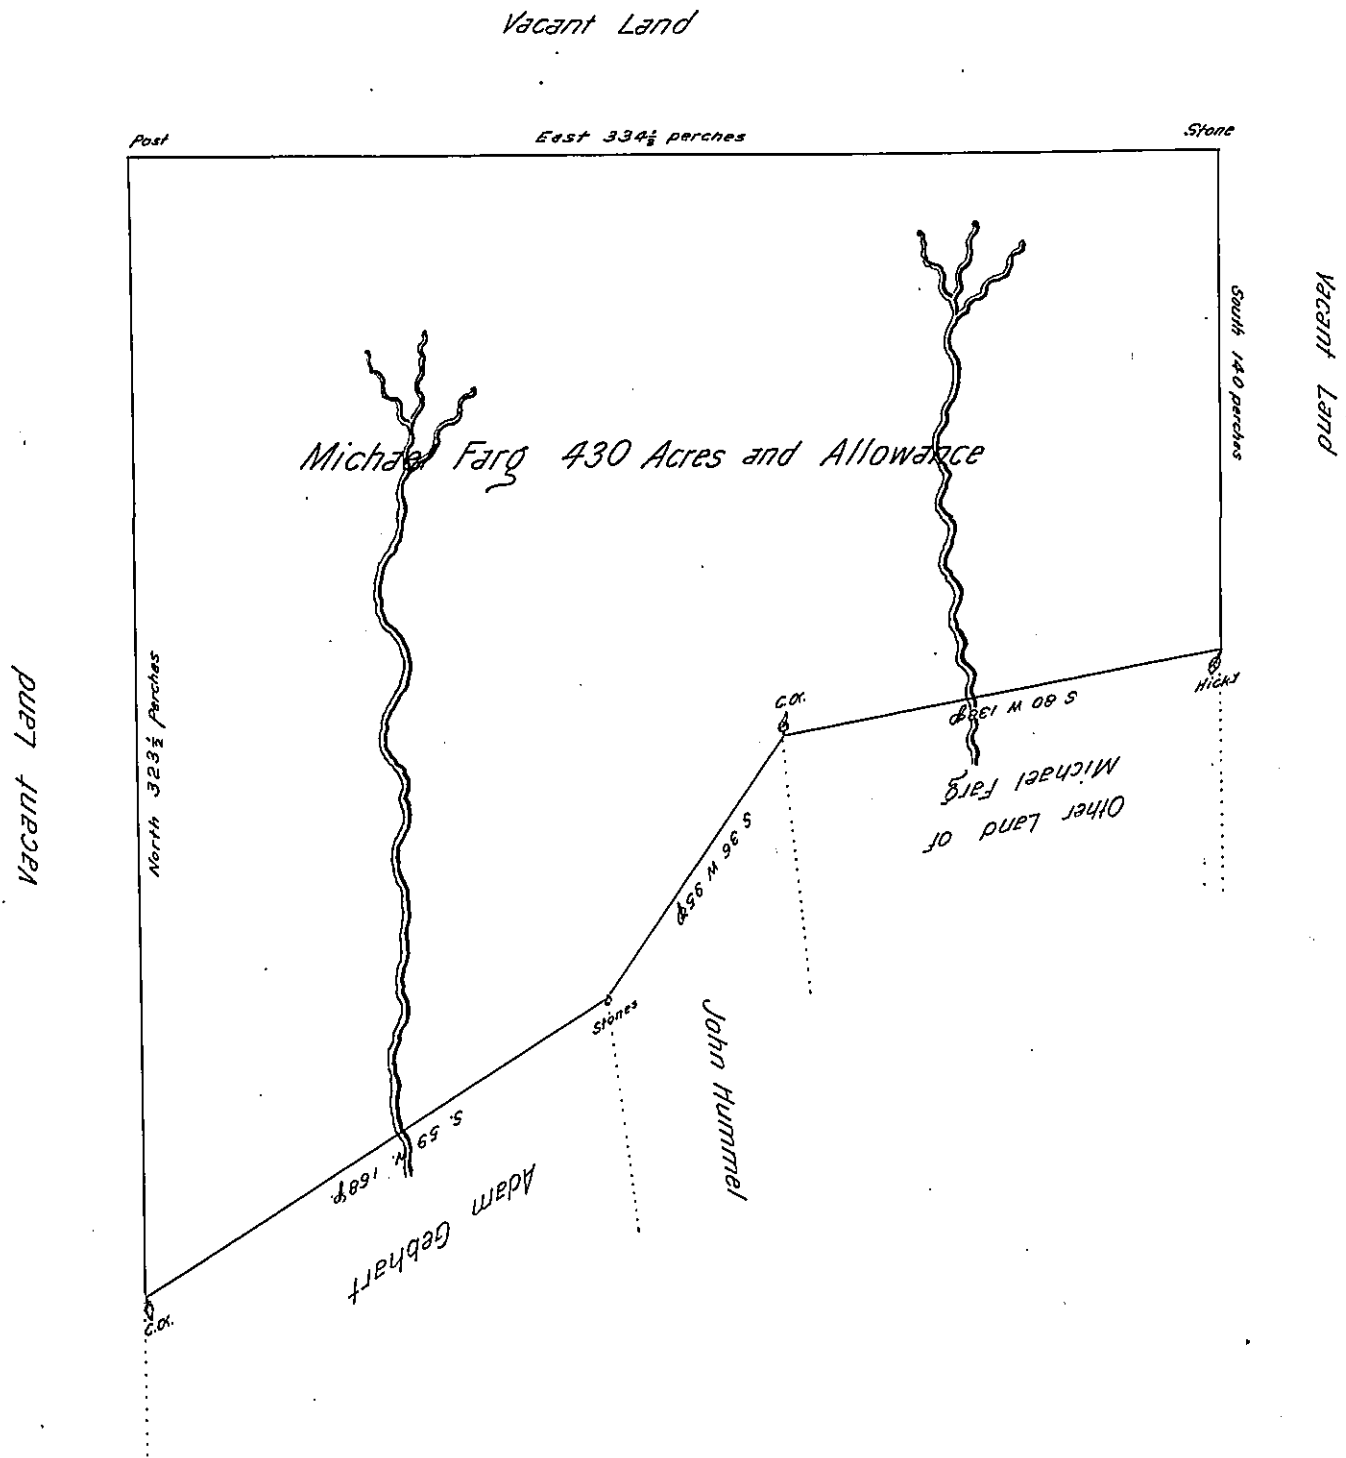 Vacant Land
Post
East 334½ perches
Stone
South 140 perches
Vacant Land
Michael Farg 430 Acres and Allowance
Vacant Land
North 323½ Perches
Hicky
S 80 W 138p
C.O.
Other Land of
Michael Farg
S 36 W 95p
Stones
John Hummel
S. 59 W. 168p.
Adam Gebhart
C.O.